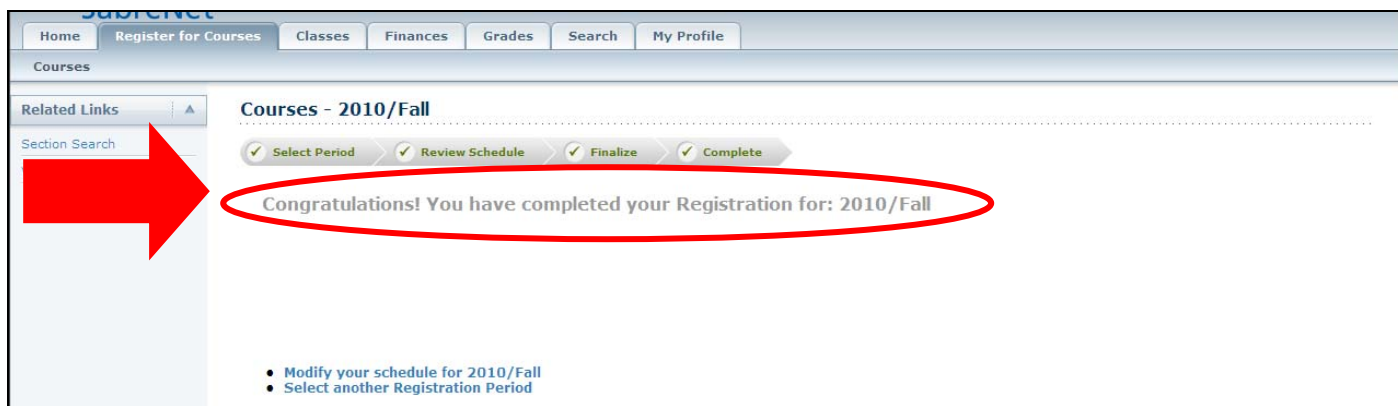 SabreNet
Home Register for Courses Classes Finances Grades Search My Profile
Courses
Related Links
Courses - 2010/Fall
Section Search
Select Period Review Schedule Finalize Complete
Congratulations! You have completed your Registration for: 2010/Fall
Modify your schedule for 2010/Fall
Select another Registration Period